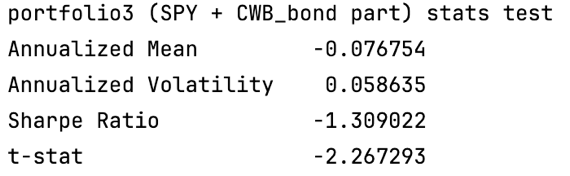 portfolio3 (SPY + CWB_bond part) stats test
Annualized Mean -0.076754
Annualized Volatility 0.058635
Sharpe Ratio -1.309022
t-stat -2.267293